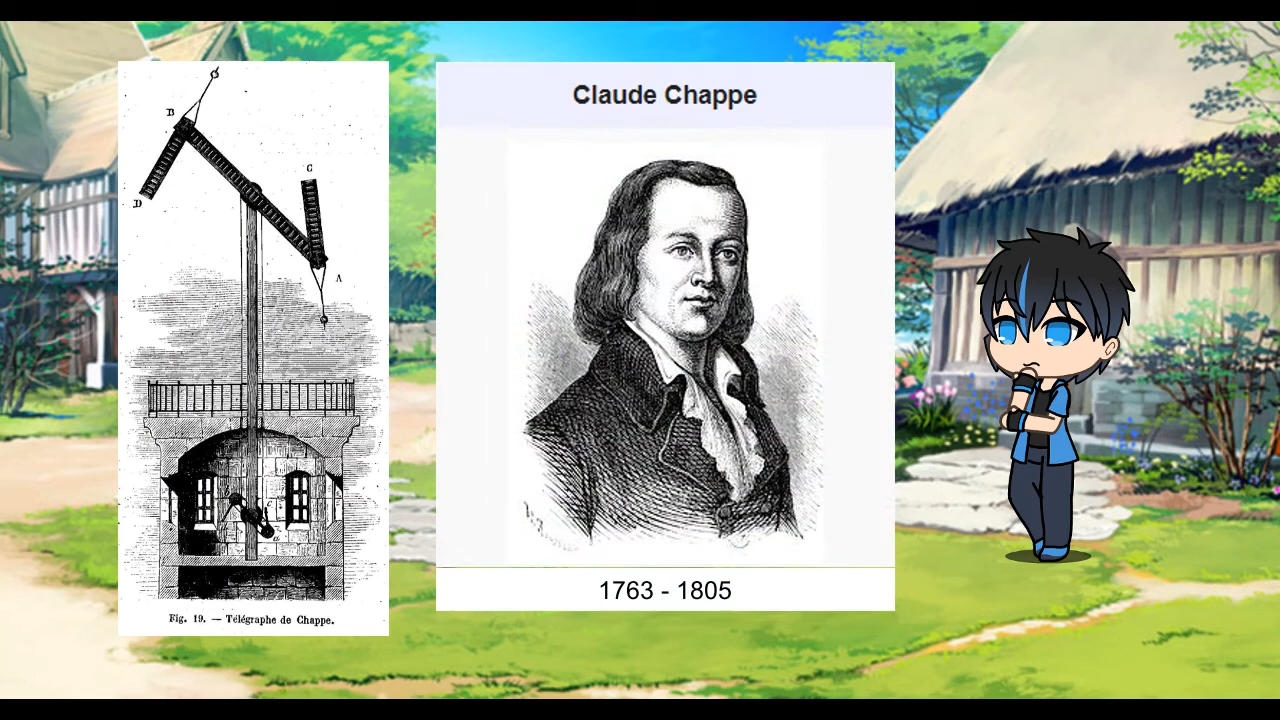 B
D
C
A
a
Fig. 19. — Télégraphe de Chappe.
Claude Chappe
1763 - 1805